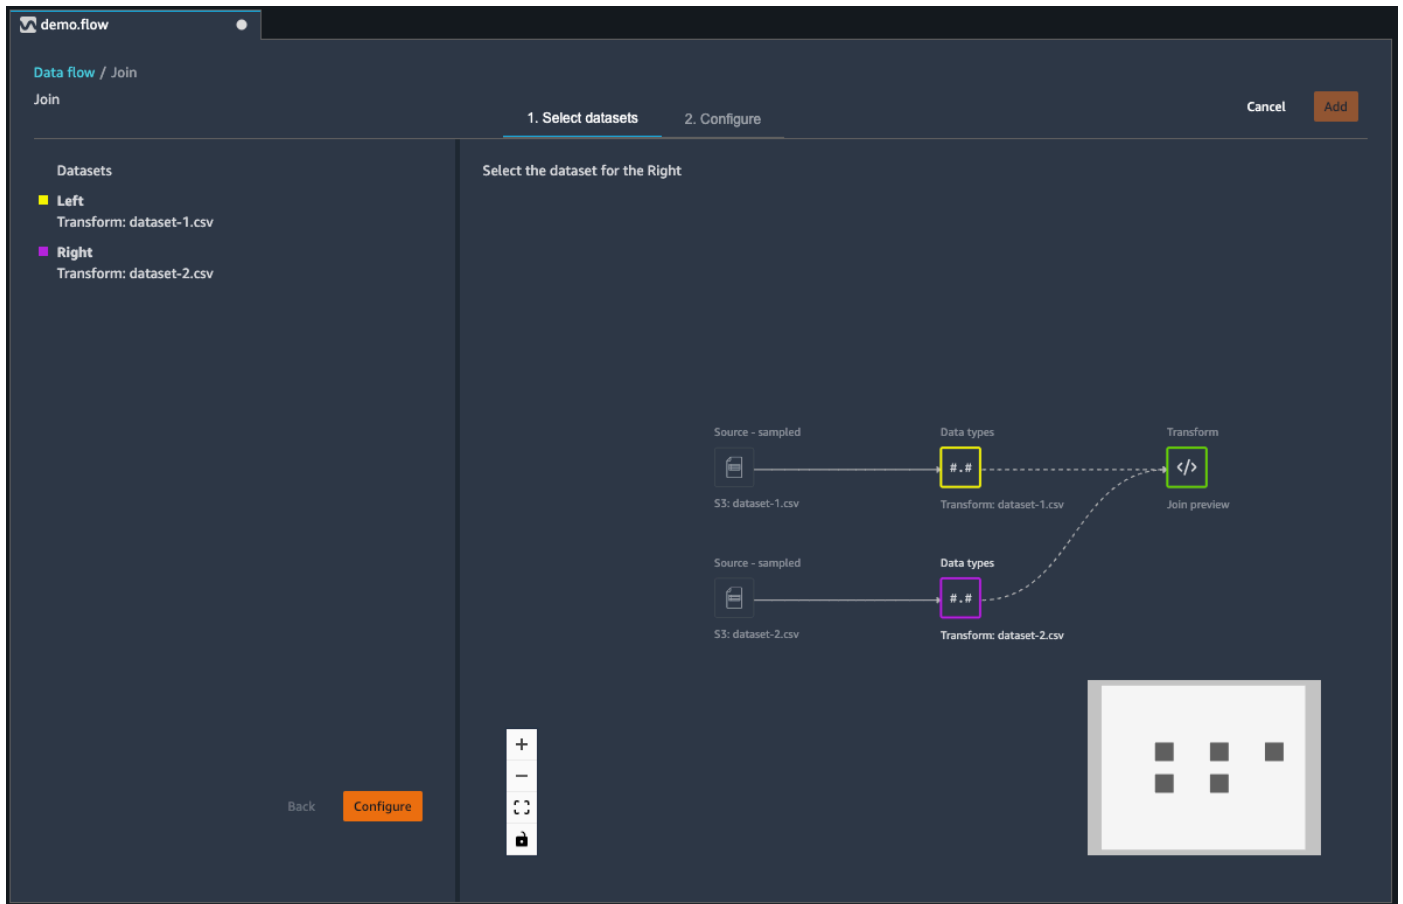 demo.flow
Data flow / Join
Join
1. Select datasets
2. Configure
Cancel
Add
Datasets
Left
Transform: dataset-1.csv
Right
Transform: dataset-2.csv
Back
Configure
Select the dataset for the Right
Source - sampled
Data types
Transform
#.#
</>
S3: dataset-1.csv
Transform: dataset-1.csv
Join preview
Source - sampled
Data types
#.#
S3: dataset-2.csv
Transform: dataset-2.csv